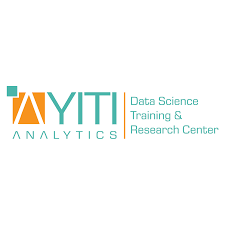 AYITI
ANALYTICS
Data Science
Training &
Research Center